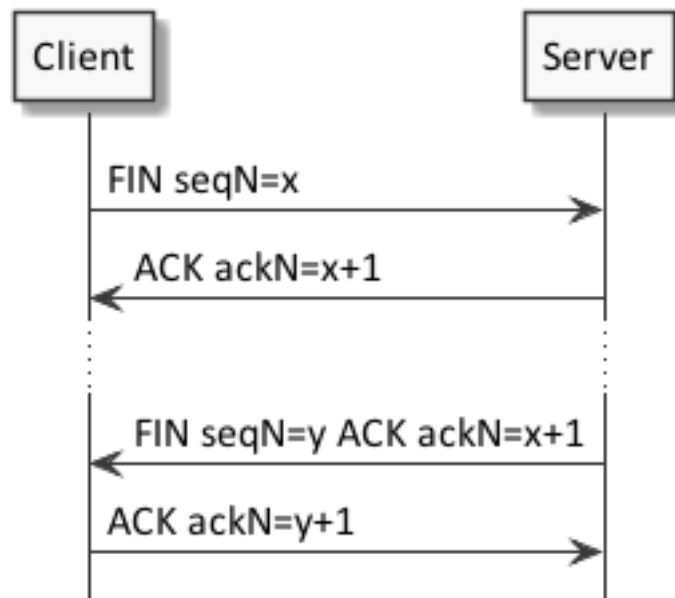 Client
Server
FIN seqN=x
ACK ackN=x+1
FIN seqN=y ACK ackN=x+1
ACK ackN=y+1